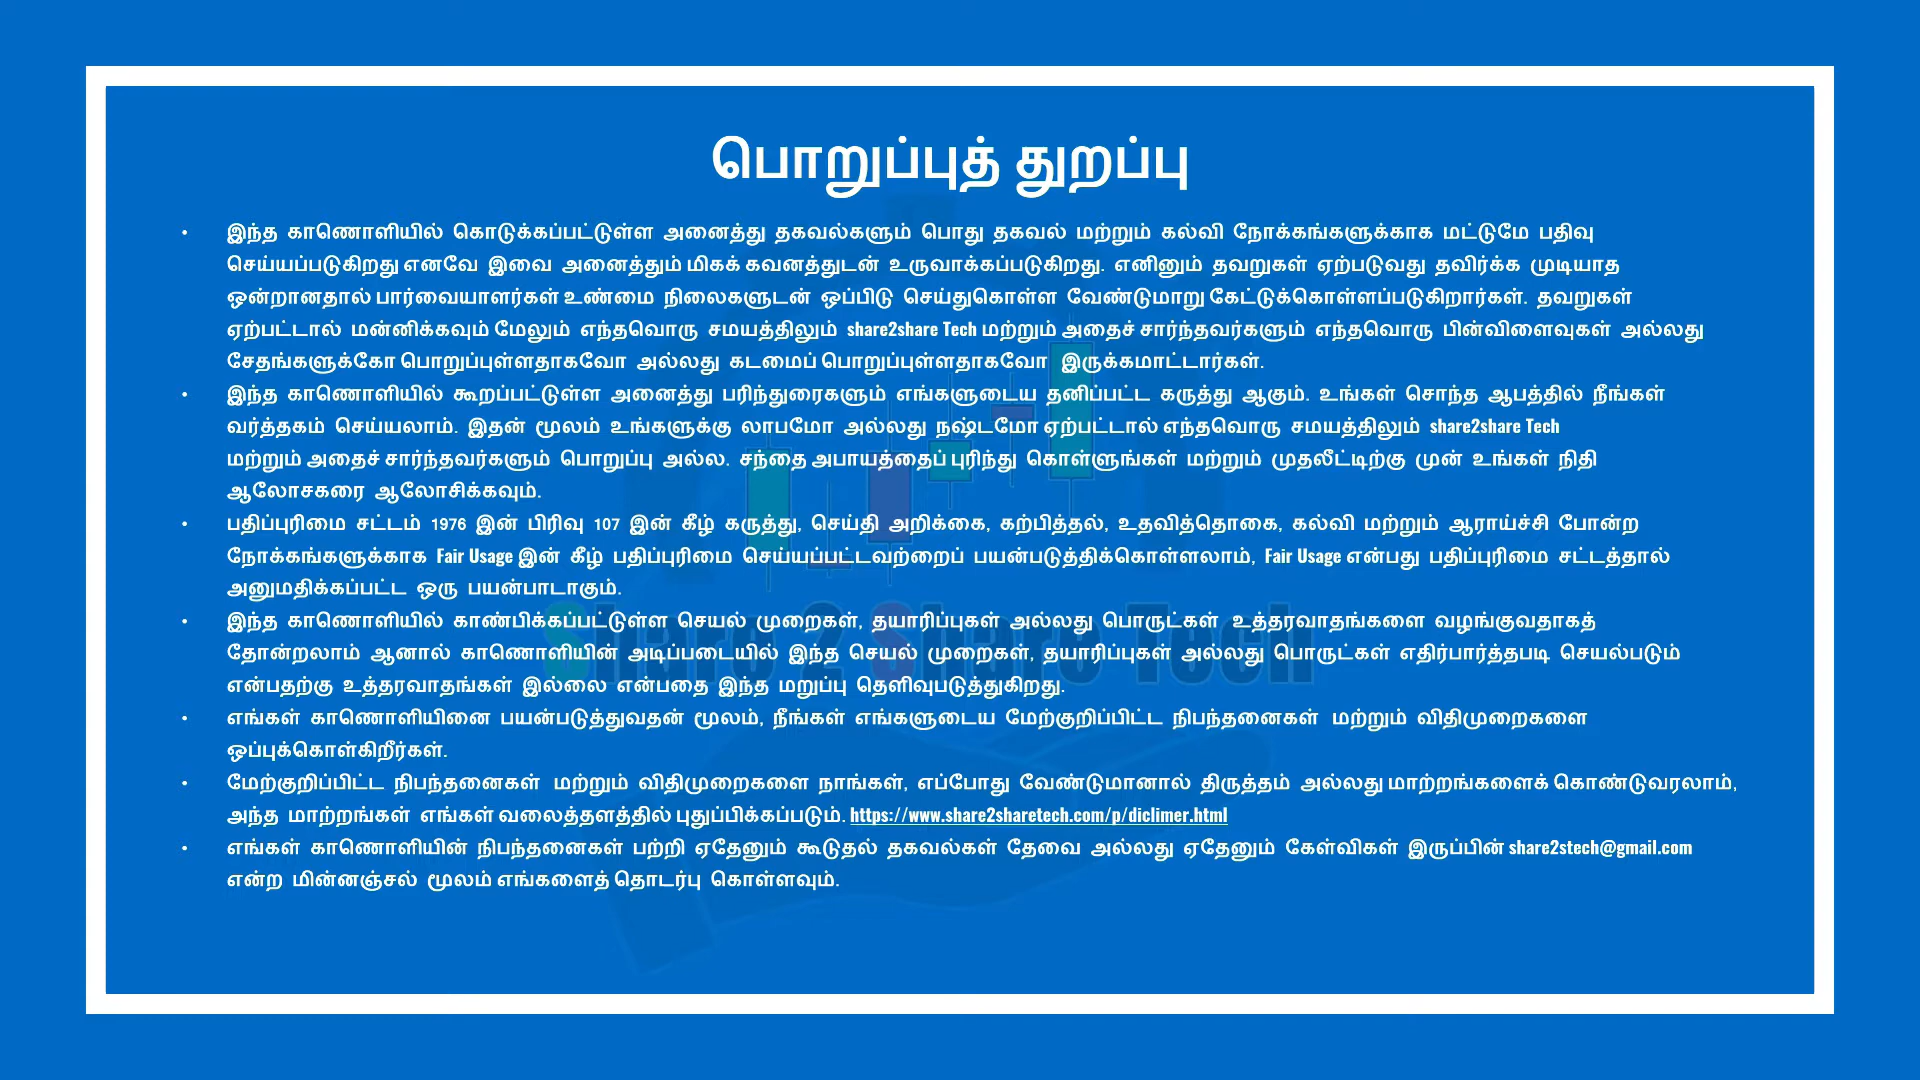 பொறுப்புத் துறப்பு
• இந்த காணொளியில் கொடுக்கப்பட்டுள்ள அனைத்து தகவல்களும் பொது தகவல் மற்றும் கல்வி நோக்கங்களுக்காக மட்டுமே பதிவு
செய்யப்படுகிறது எனவே இவை அனைத்தும் மிகக் கவனத்துடன் உருவாக்கப்படுகிறது. எனினும் தவறுகள் ஏற்படுவது தவிர்க்க முடியாத
ஒன்றானதால் பார்வையாளர்கள் உண்மை நிலைகளுடன் ஒப்பிடு செய்துகொள்ள வேண்டுமாறு கேட்டுக்கொள்ளப்படுகிறார்கள். தவறுகள்
ஏற்பட்டால் மன்னிக்கவும் மேலும் எந்தவொரு சமயத்திலும் share2share Tech மற்றும் அதைச் சார்ந்தவர்களும் எந்தவொரு பின்விளைவுகள் அல்லது
சேதங்களுக்கோ பொறுப்புள்ளதாகவோ அல்லது கடமைப் பொறுப்புள்ளதாகவோ இருக்கமாட்டார்கள்.
• இந்த காணொளியில் கூறப்பட்டுள்ள அனைத்து பரிந்துரைகளும் எங்களுடைய தனிப்பட்ட கருத்து ஆகும். உங்கள் சொந்த ஆபத்தில் நீங்கள்
வர்த்தகம் செய்யலாம். இதன் மூலம் உங்களுக்கு லாபமோ அல்லது நஷ்டமோ ஏற்பட்டால் எந்தவொரு சமயத்திலும் share2share Tech
மற்றும் அதைச் சார்ந்தவர்களும் பொறுப்பு அல்ல. சந்தை அபாயத்தைப் புரிந்து கொள்ளுங்கள் மற்றும் முதலீட்டிற்கு முன் உங்கள் நிதி
ஆலோசகரை ஆலோசிக்கவும்.
• பதிப்புரிமை சட்டம் 1976 இன் பிரிவு 107 இன் கீழ் கருத்து, செய்தி அறிக்கை, கற்பித்தல், உதவித்தொகை, கல்வி மற்றும் ஆராய்ச்சி போன்ற
நோக்கங்களுக்காக Fair Usage இன் கீழ் பதிப்புரிமை செய்யப்பட்டவற்றைப் பயன்படுத்திக்கொள்ளலாம், Fair Usage என்பது பதிப்புரிமை சட்டத்தால்
அனுமதிக்கப்பட்ட ஒரு பயன்பாடாகும்.
• இந்த காணொளியில் காண்பிக்கப்பட்டுள்ள செயல் முறைகள், தயாரிப்புகள் அல்லது பொருட்கள் உத்தரவாதங்களை வழங்குவதாகத்
தோன்றலாம் ஆனால் காணொளியின் அடிப்படையில் இந்த செயல் முறைகள், தயாரிப்புகள் அல்லது பொருட்கள் எதிர்பார்த்தபடி செயல்படும்
என்பதற்கு உத்தரவாதங்கள் இல்லை என்பதை இந்த மறுப்பு தெளிவுபடுத்துகிறது.
• எங்கள் காணொளியினை பயன்படுத்துவதன் மூலம், நீங்கள் எங்களுடைய மேற்குறிப்பிட்ட நிபந்தனைகள் மற்றும் விதிமுறைகளை
ஒப்புக்கொள்கிறீர்கள்.
• மேற்குறிப்பிட்ட நிபந்தனைகள் மற்றும் விதிமுறைகளை நாங்கள், எப்போது வேண்டுமானால் திருத்தம் அல்லது மாற்றங்களைக் கொண்டுவரலாம்,
அந்த மாற்றங்கள் எங்கள் வலைத்தளத்தில் புதுப்பிக்கப்படும். https://www.share2sharetech.com/p/diclimer.html
• எங்கள் காணொளியின் நிபந்தனைகள் பற்றி ஏதேனும் கூடுதல் தகவல்கள் தேவை அல்லது ஏதேனும் கேள்விகள் இருப்பின் share2stech@gmail.com
என்ற மின்னஞ்சல் மூலம் எங்களைத் தொடர்பு கொள்ளவும்.
Share 2 Share Tech